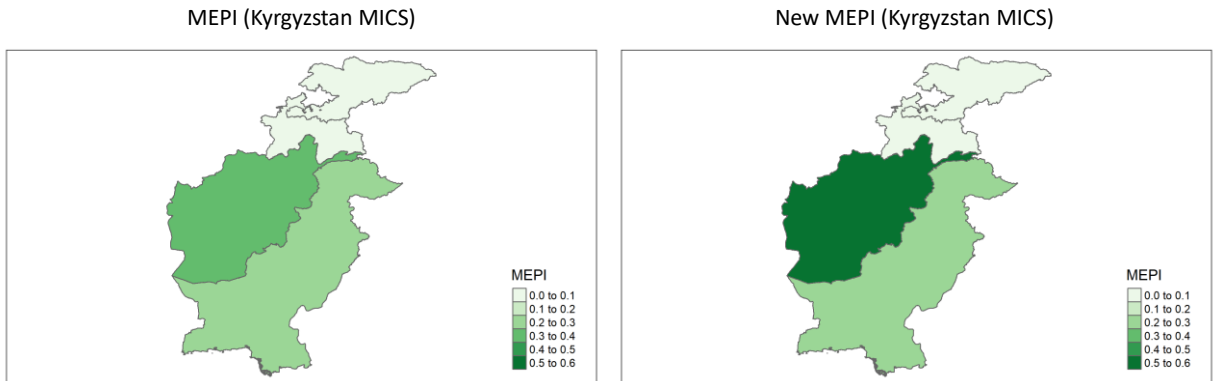 MEPI (Kyrgyzstan MICS)
New MEPI (Kyrgyzstan MICS)
MEPI
0.0 to 0.1
0.1 to 0.2
0.2 to 0.3
0.3 to 0.4
0.4 to 0.5
0.5 to 0.6
MEPI
0.0 to 0.1
0.1 to 0.2
0.2 to 0.3
0.3 to 0.4
0.4 to 0.5
0.5 to 0.6